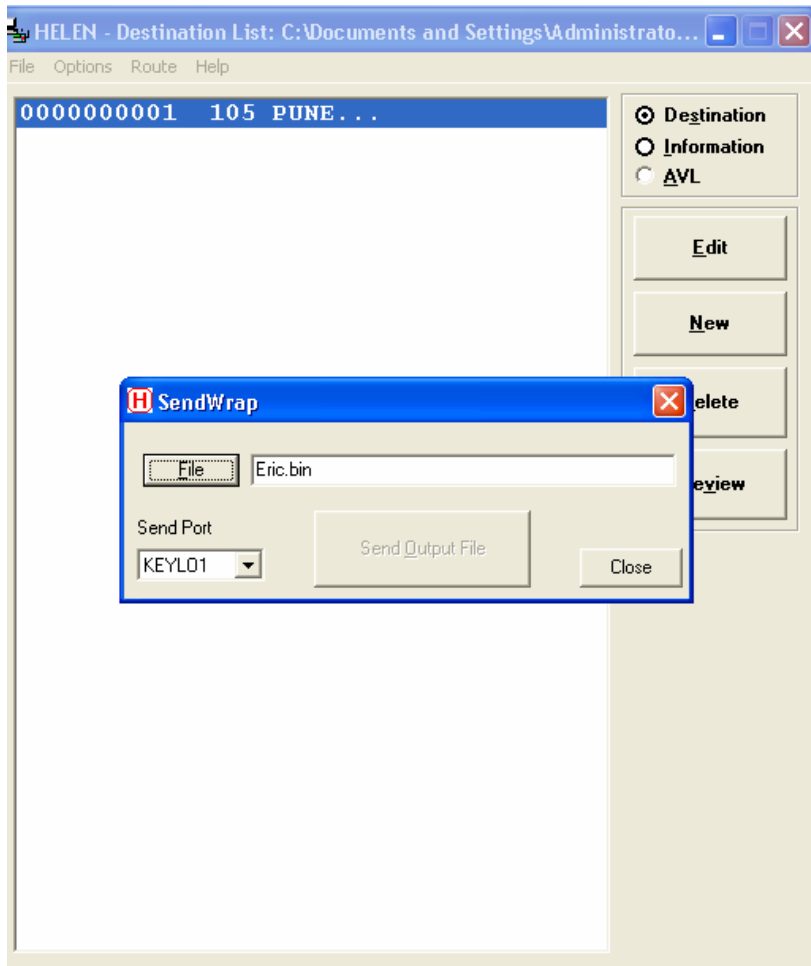 HELEN - Destination List: C:\Documents and Settings\Administrato...
File Options Route Help
0000000001 105 PUNE...
Destination
Information
AVL
Edit
New
elete
eview
SendWrap
File Eric.bin
Send Port
KEYL01
Send Output File
Close